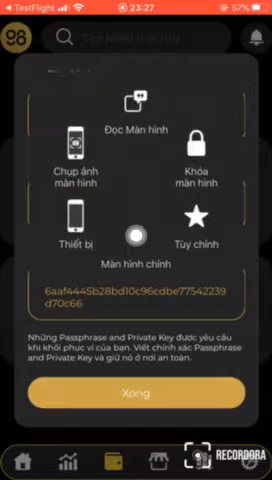 TestFlight
23:27
57%
Đọc Màn hình
Chụp ảnh
màn hình
Khóa
màn hình
Thiết bị
Tùy chỉnh
Màn hình chính
6aaf4445b28bd10c96cdbe77542239
d70c66
Những Passphrase and Private Key được yêu cầu
khi khôi phục ví của bạn. Viết chính xác Passphrase
and Private Key và giữ nó ở nơi an toàn.
Xong
RECORDGRA